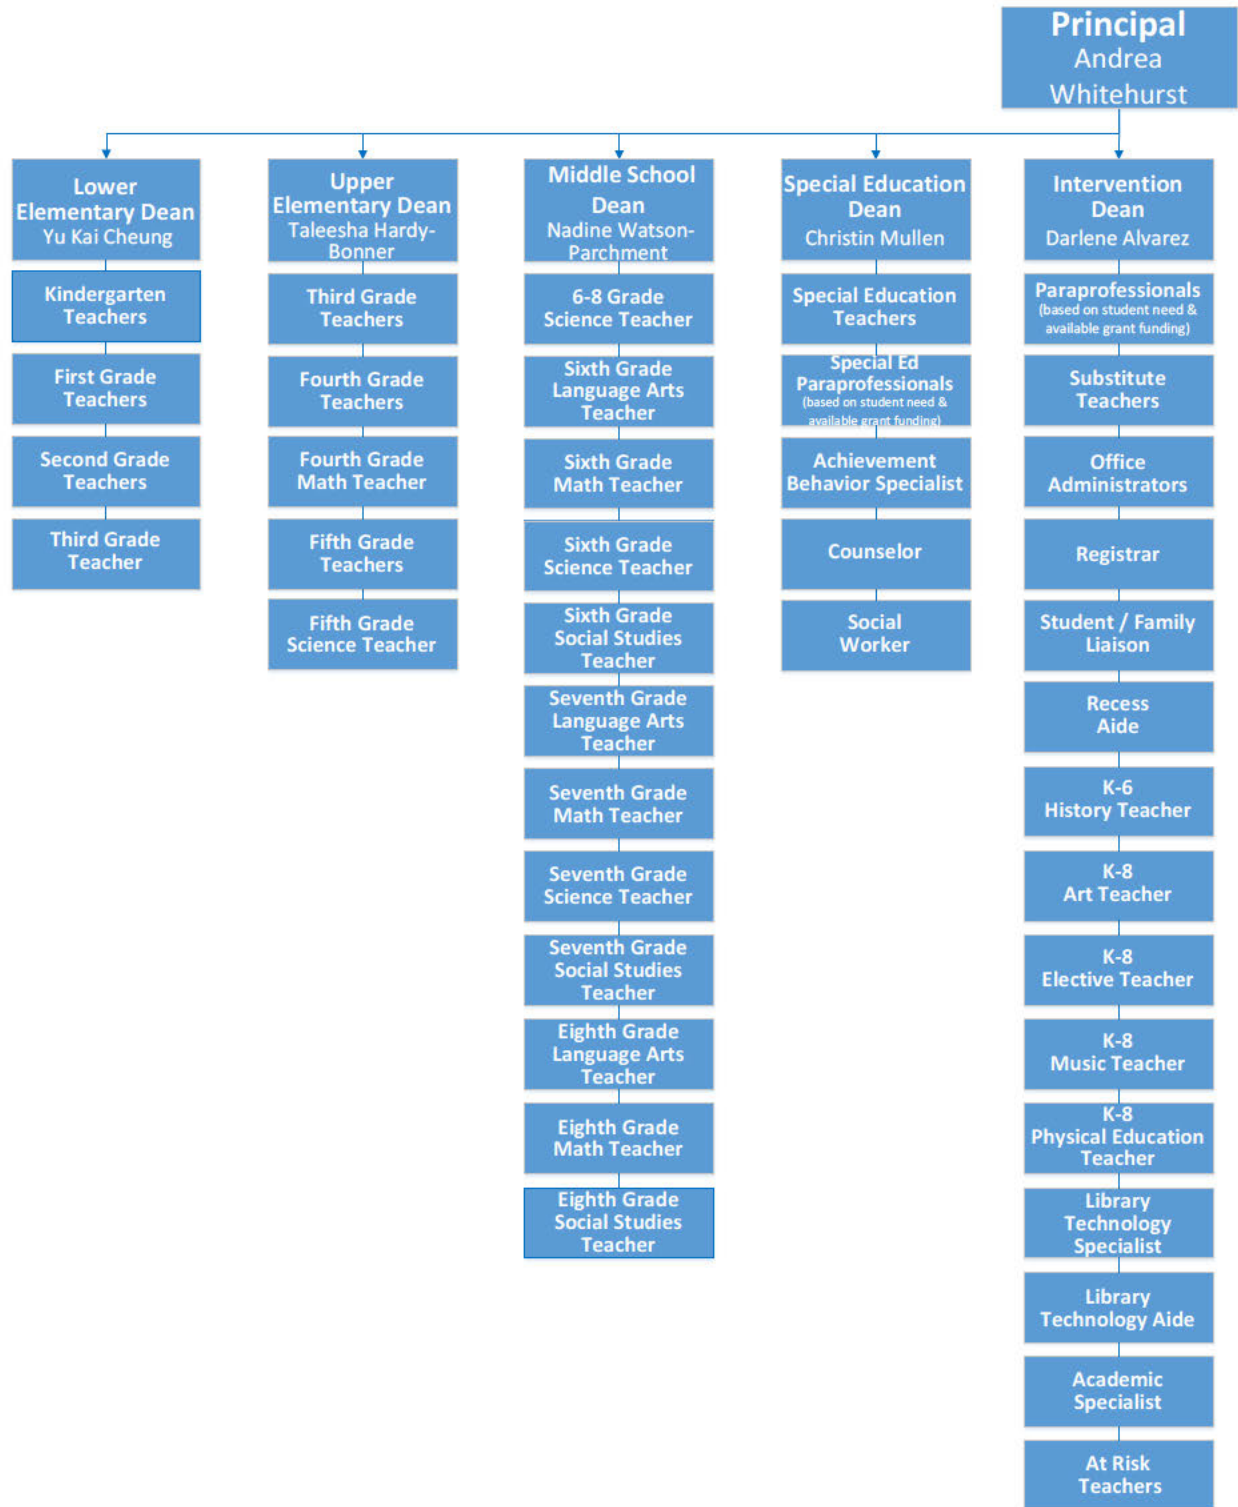 Principal
Andrea
Whitehurst
Lower
Elementary Dean
Yu Kai Cheung
Kindergarten
Teachers
First Grade
Teachers
Second Grade
Teachers
Third Grade
Teacher
Upper
Elementary Dean
Taleesha Hardy-
Bonner
Third Grade
Teachers
Fourth Grade
Teachers
Fourth Grade
Math Teacher
Fifth Grade
Teachers
Fifth Grade
Science Teacher
Middle School
Dean
Nadine Watson-
Parchment
6-8 Grade
Science Teacher
Sixth Grade
Language Arts
Teacher
Sixth Grade
Math Teacher
Sixth Grade
Science Teacher
Sixth Grade
Social Studies
Teacher
Seventh Grade
Language Arts
Teacher
Seventh Grade
Math Teacher
Seventh Grade
Science Teacher
Seventh Grade
Social Studies
Teacher
Eighth Grade
Language Arts
Teacher
Eighth Grade
Math Teacher
Eighth Grade
Social Studies
Teacher
Special Education
Dean
Christin Mullen
Special Education
Teachers
Special Ed
Paraprofessionals
(based on student need &
available grant funding)
Achievement
Behavior Specialist
Counselor
Social
Worker
Intervention
Dean
Darlene Alvarez
Paraprofessionals
(based on student need &
available grant funding)
Substitute
Teachers
Office
Administrators
Registrar
Student / Family
Liaison
Recess
Aide
K-6
History Teacher
K-8
Art Teacher
K-8
Elective Teacher
K-8
Music Teacher
K-8
Physical Education
Teacher
Library
Technology
Specialist
Library
Technology Aide
Academic
Specialist
At Risk
Teachers